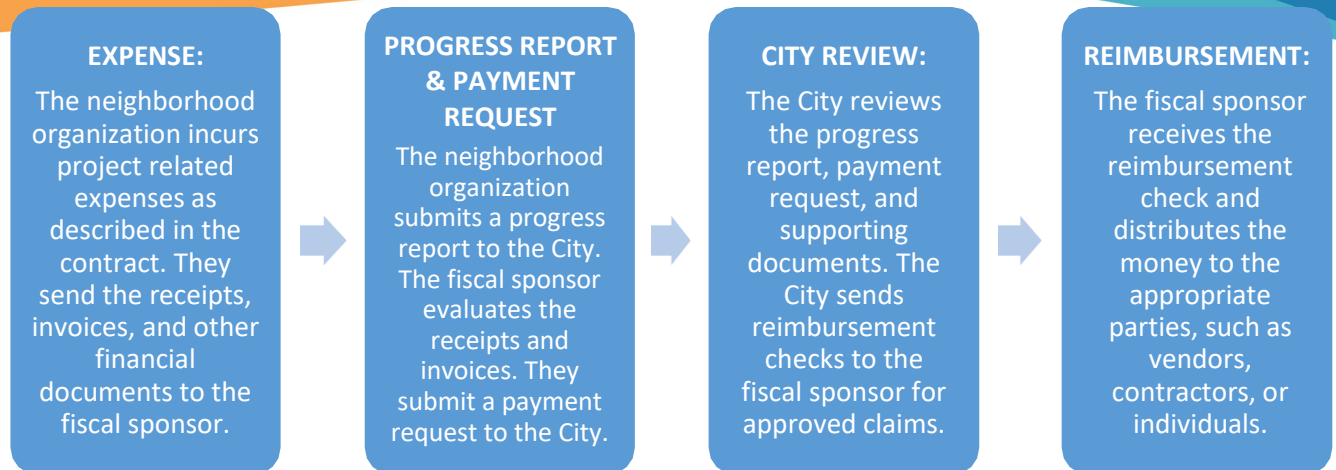 EXPENSE:
The neighborhood
organization incurs
project related
expenses as
described in the
contract. They
send the receipts,
invoices, and other
financial
documents to the
fiscal sponsor.
PROGRESS REPORT
& PAYMENT
REQUEST
The neighborhood
organization
submits a progress
report to the City.
The fiscal sponsor
evaluates the
receipts and
invoices. They
submit a payment
request to the City.
CITY REVIEW:
The City reviews
the progress
report, payment
request, and
supporting
documents. The
City sends
reimbursement
checks to the
fiscal sponsor for
approved claims.
REIMBURSEMENT:
The fiscal sponsor
receives the
reimbursement
check and
distributes the
money to the
appropriate
parties, such as
vendors,
contractors, or
individuals.